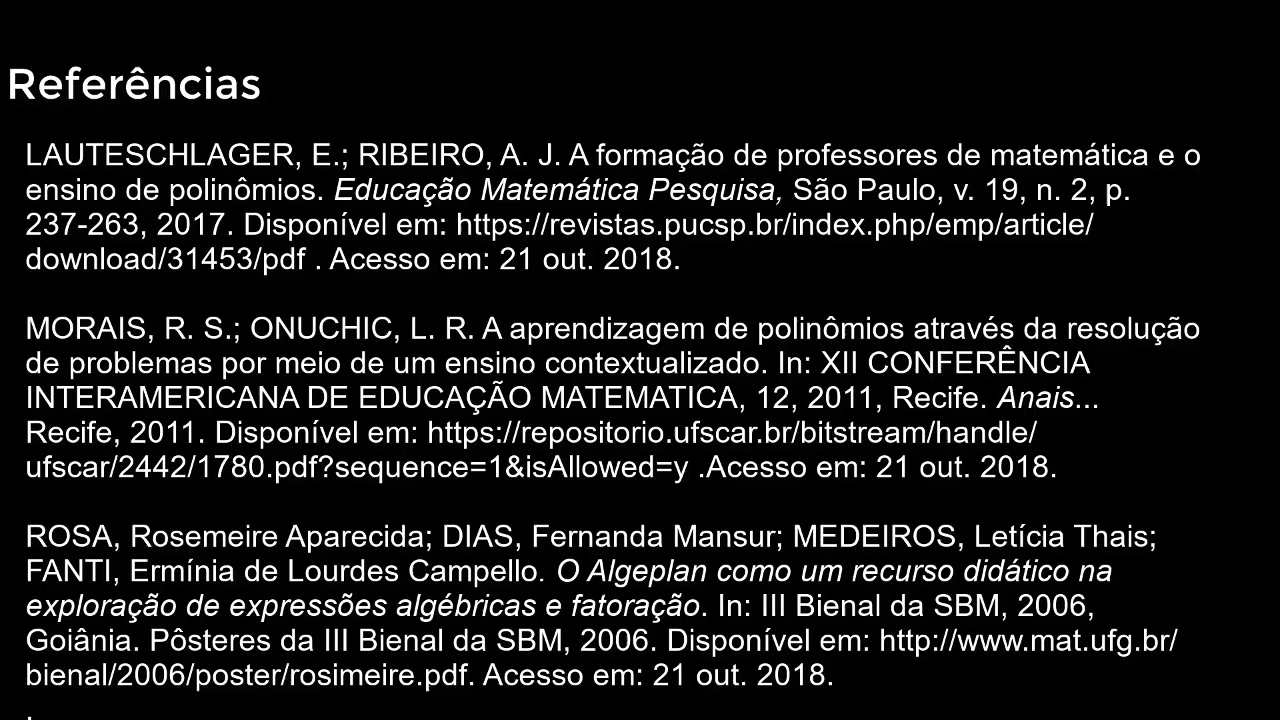 Referências
LAUTESCHLAGER, E.; RIBEIRO, A. J. A formação de professores de matemática e o
ensino de polinômios. Educação Matemática Pesquisa, São Paulo, v. 19, n. 2, p.
237-263, 2017. Disponível em: https://revistas.pucsp.br/index.php/emp/article/
download/31453/pdf . Acesso em: 21 out. 2018.
MORAIS, R. S.; ONUCHIC, L. R. A aprendizagem de polinômios através da resolução
de problemas por meio de um ensino contextualizado. In: XII CONFERÊNCIA
INTERAMERICANA DE EDUCAÇÃO MATEMATICA, 12, 2011, Recife. Anais...
Recife, 2011. Disponível em: https://repositorio.ufscar.br/bitstream/handle/
ufscar/2442/1780.pdf?sequence=1&isAllowed=y .Acesso em: 21 out. 2018.
ROSA, Rosemeire Aparecida; DIAS, Fernanda Mansur; MEDEIROS, Letícia Thais;
FANTI, Ermínia de Lourdes Campello. O Algeplan como um recurso didático na
exploração de expressões algébricas e fatoração. In: III Bienal da SBM, 2006,
Goiânia. Pôsteres da III Bienal da SBM, 2006. Disponível em: http://www.mat.ufg.br/
bienal/2006/poster/rosimeire.pdf. Acesso em: 21 out. 2018.
.